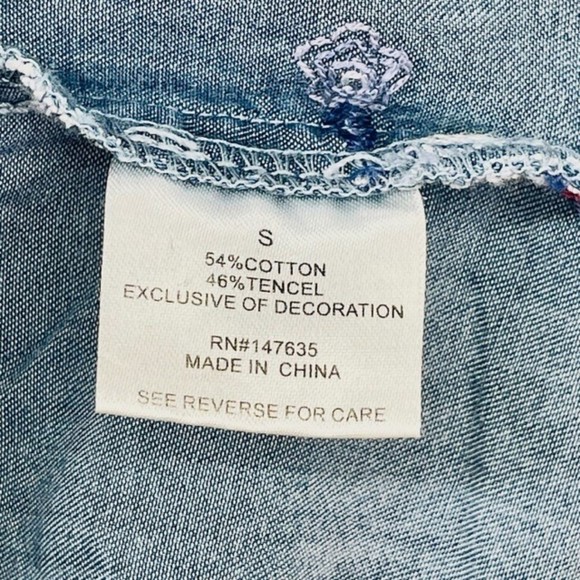 S
54%COTTON
46%TENCEL
EXCLUSIVE OF DECORATION
RN#147635
MADE IN CHINA
SEE REVERSE FOR CARE